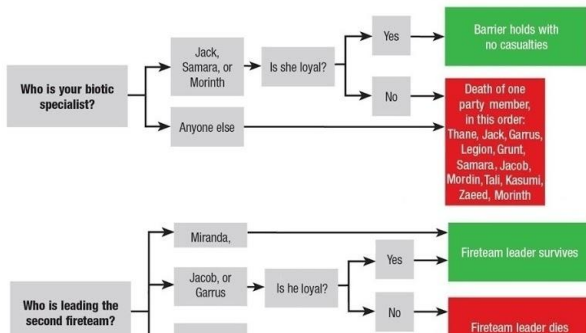 Who is your biotic
specialist?
Jack,
Samara, or
Morinth
Is she loyal?
Yes
Barrier holds with
no casualties
No
Anyone else
Death of one
party member,
in this order:
Thane, Jack, Garrus,
Legion, Grunt,
Samara, Jacob,
Mordin, Tali, Kasumi,
Zaeed, Morinth
Who is leading the
second fireteam?
Miranda,
Jacob, or
Garrus
Is he loyal?
Yes
Fireteam leader survives
No
Fireteam leader dies